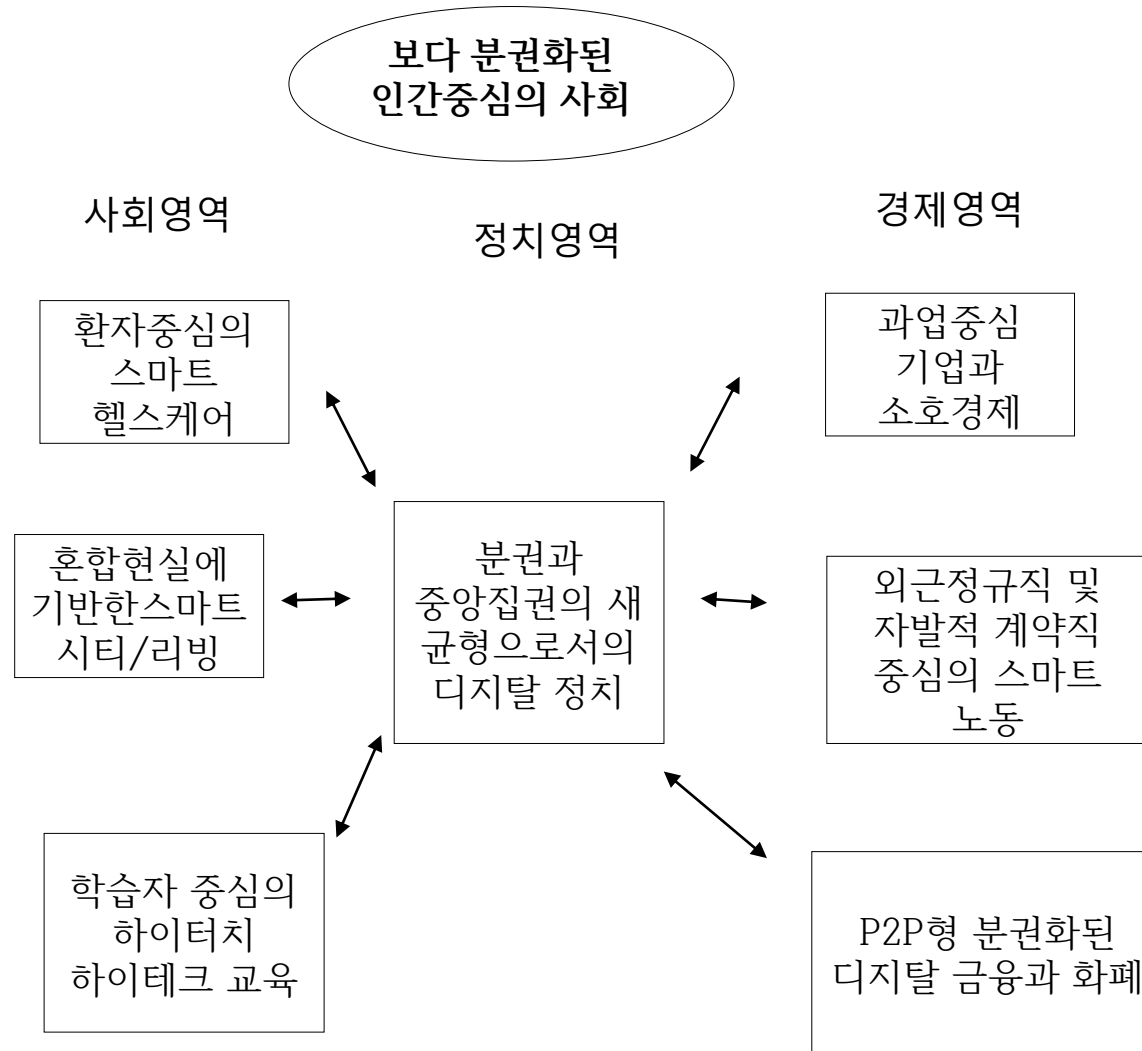 보다 분권화된
인간중심의 사회
사회영역
정치영역
경제영역
환자중심의
스마트
헬스케어
과업중심
기업과
소호경제
혼합현실에
기반한스마트
시티/리빙
분권과
중앙집권의 새
균형으로서의
디지탈 정치
외근정규직 및
자발적 계약직
중심의 스마트
노동
학습자 중심의
하이터치
하이테크 교육
P2P형 분권화된
디지탈 금융과 화폐